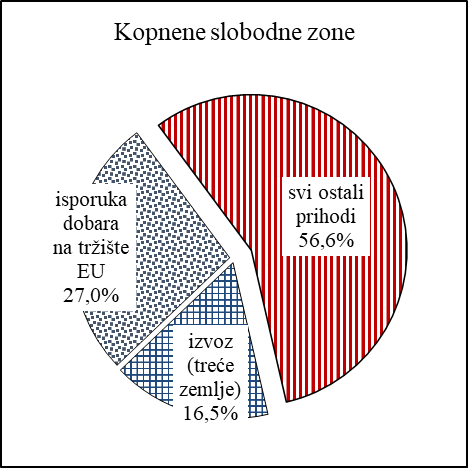 Kopnene slobodne zone
svi ostali
prihodi
56,6%
isporuka
dobara
na tržište
EU
27,0%
izvoz
(treće
zemlje)
16,5%